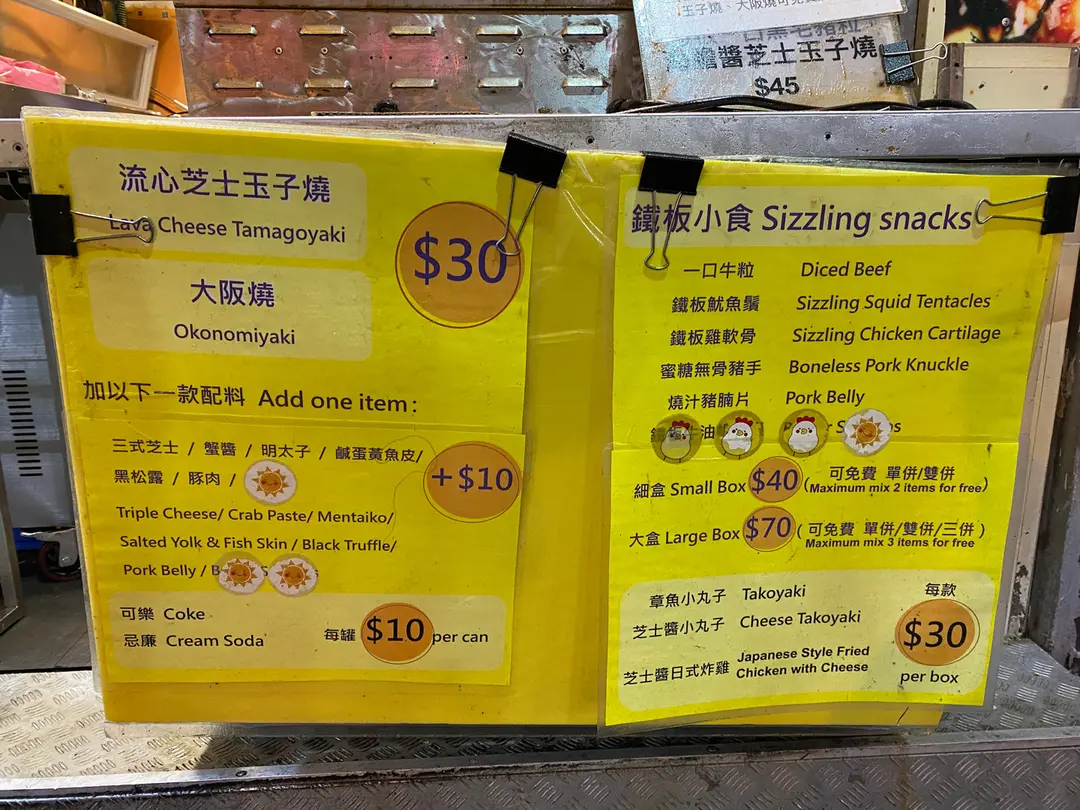 玉子燒、大阪燒可免費
蟹醬芝士玉子燒
$45
流心芝士玉子燒
Lava Cheese Tamagoyaki
大阪燒
Okonomiyaki
$30
加以下一款配料 Add one item:
三式芝士 / 蟹醬 / 明太子 / 鹹蛋黃魚皮/
黑松露 / 豚肉 /
+$10
Triple Cheese/ Crab Paste/ Mentaiko/
Salted Yolk & Fish Skin / Black Truffle/
Pork Belly /
可樂 Coke
忌廉 Cream Soda
每罐 $10 per can
鐵板小食 Sizzling snacks
一口牛粒 Diced Beef
鐵板魷魚鬚 Sizzling Squid Tentacles
鐵板雞軟骨 Sizzling Chicken Cartilage
蜜糖無骨豬手 Boneless Pork Knuckle
燒汁豬腩片 Pork Belly
細盒 Small Box $40 (可免費 單併/雙併
Maximum mix 2 items for free)
大盒 Large Box $70 (可免費 單併/雙併/三併)
Maximum mix 3 items for free
章魚小丸子 Takoyaki
芝士醬小丸子 Cheese Takoyaki
芝士醬日式炸雞 Japanese Style Fried
Chicken with Cheese
每款
$30
per box